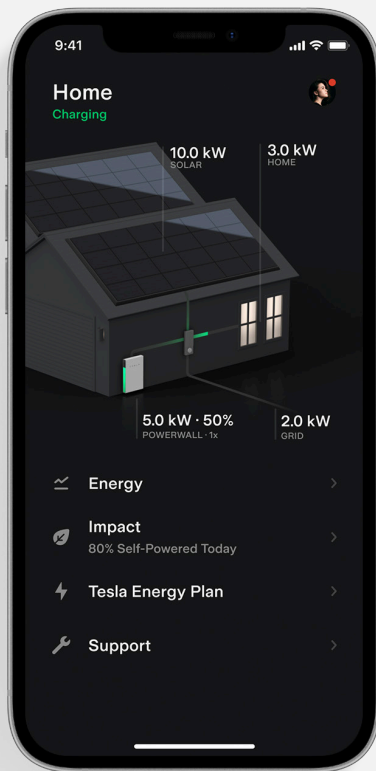 9:41
Home
Charging
10.0 kW
SOLAR
3.0 kW
HOME
5.0 kW · 50%
POWERWALL · 1x
2.0 kW
GRID
Energy
Impact
80% Self-Powered Today
Tesla Energy Plan
Support